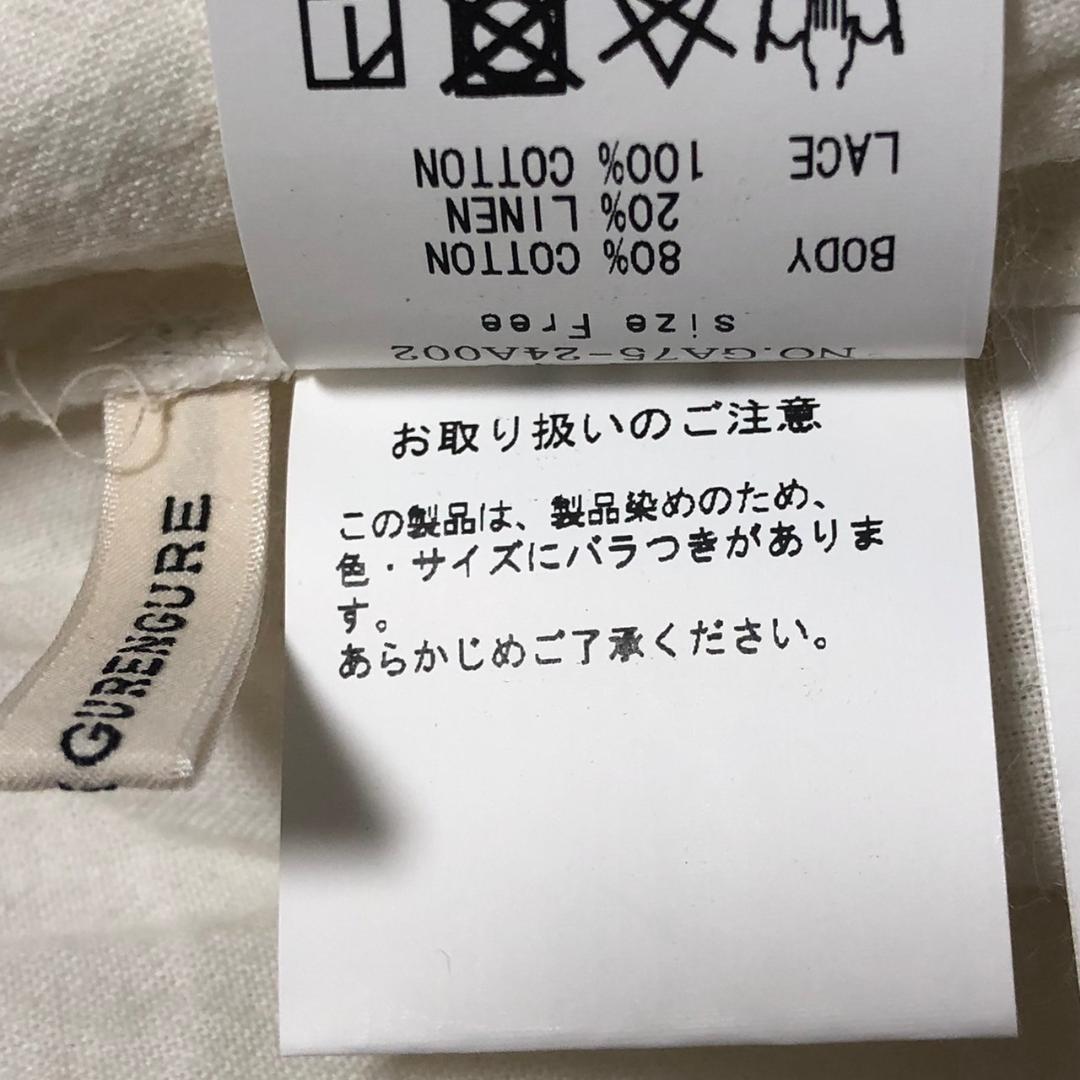 NO.GA75-24A002
size Free
BODY 80% COTTON
20% LINEN
LACE 100% COTTON
お取り扱いのご注意
この製品は、製品染めのため、
色・サイズにバラつきがありま
す。
あらかじめご了承ください。
GURENGURE